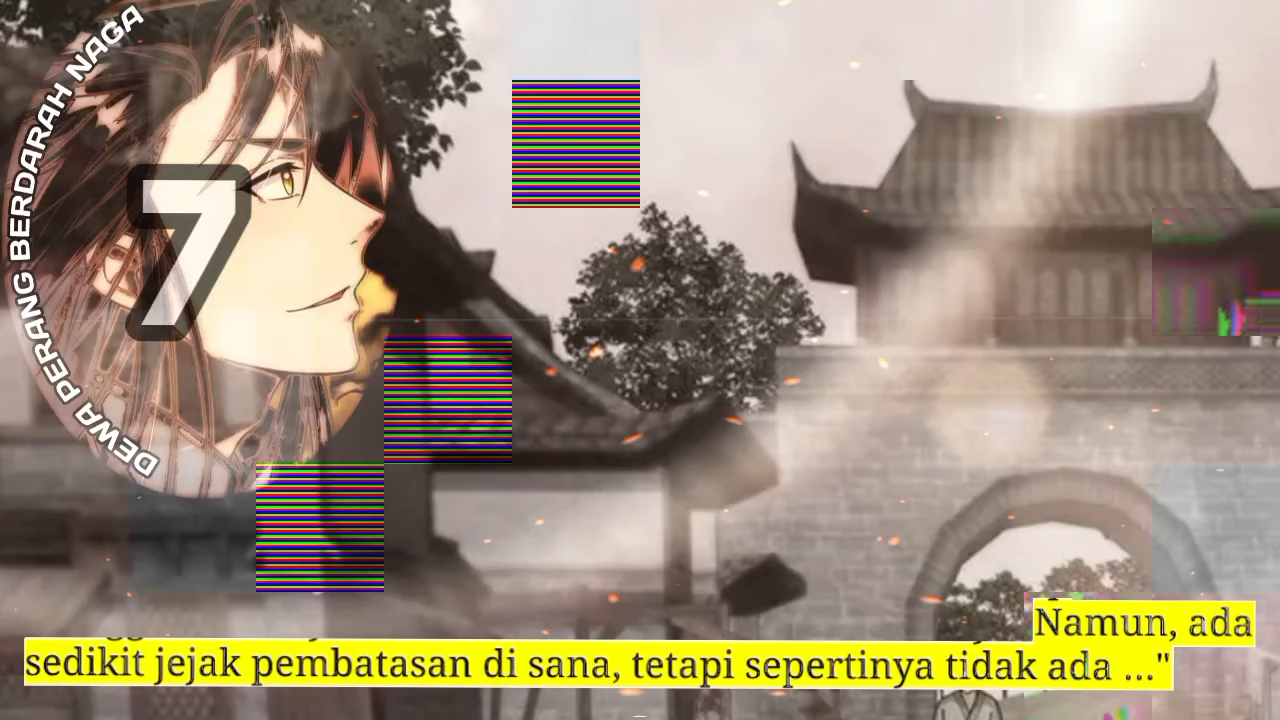 DEWA PERANG BERDARAH NAGA
7
Namun, ada
sedikit jejak pembatasan di sana, tetapi sepertinya tidak ada ..."